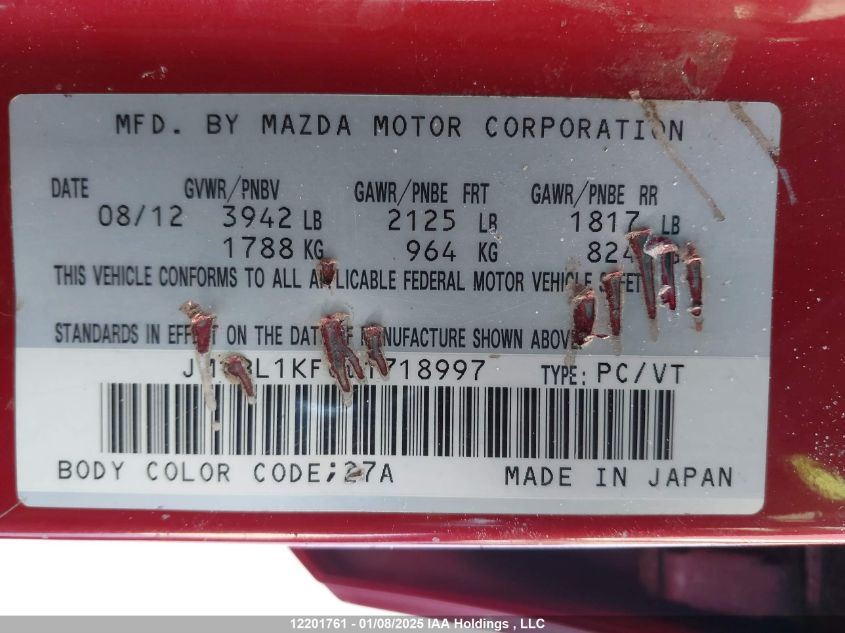 MFD. BY MAZDA MOTOR CORPORATION
DATE GVWR/PNBV GAWR/PNBE FRT GAWR/PNBE RR
08/12 3942 LB 2125 LB 1817 LB
1788 KG 964 KG 824
THIS VEHICLE CONFORMS TO ALL APPLICABLE FEDERAL MOTOR VEHICLE SAFETY
STANDARDS IN EFFECT ON THE DATE OF MANUFACTURE SHOWN ABOVE
TYPE: PC/VT
BODY COLOR CODE; 27A MADE IN JAPAN
12201761 - 01/08/2025 IAA Holdings , LLC